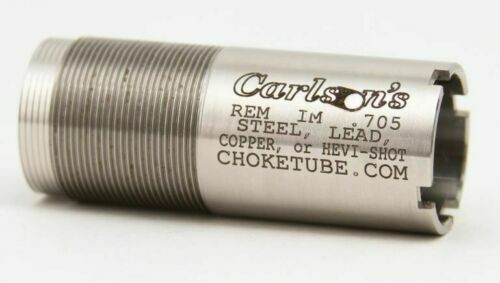 Carlson's
REM IM .705
STEEL, LEAD,
COPPER, or HEVI-SHOT
CHOKETUBE.COM